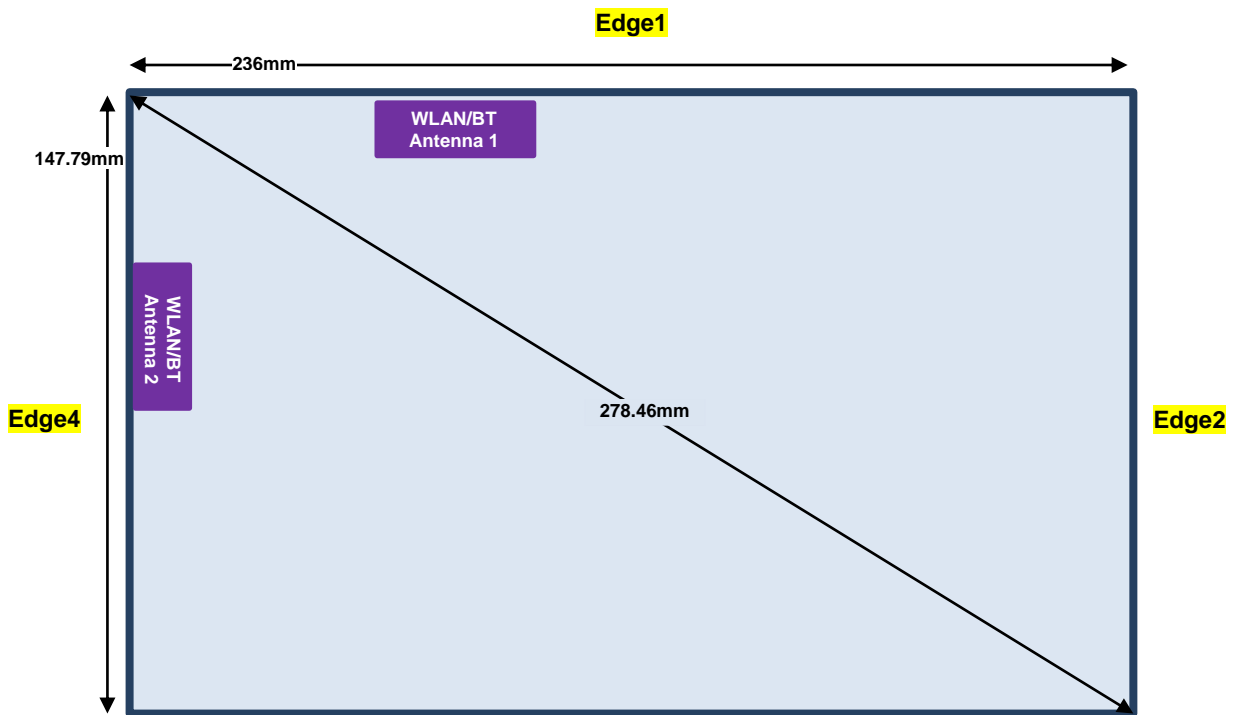 Edge1
236mm
WLAN/BT
Antenna 1
147.79mm
WLAN/BT
Antenna 2
278.46mm
Edge4
Edge2